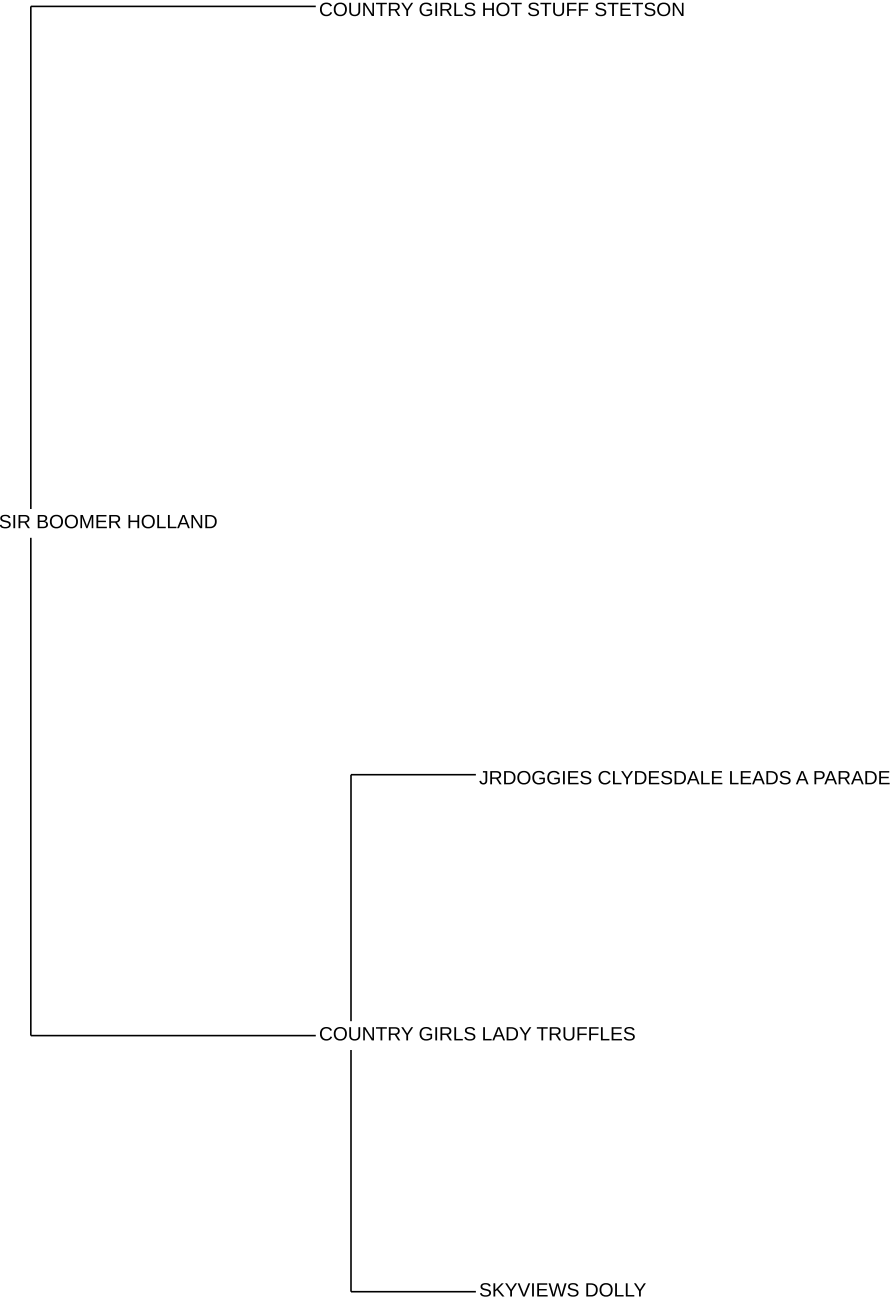 COUNTRY GIRLS HOT STUFF STETSON
SIR BOOMER HOLLAND
JRDOGGIES CLYDESDALE LEADS A PARADE
COUNTRY GIRLS LADY TRUFFLES
SKYVIEWS DOLLY